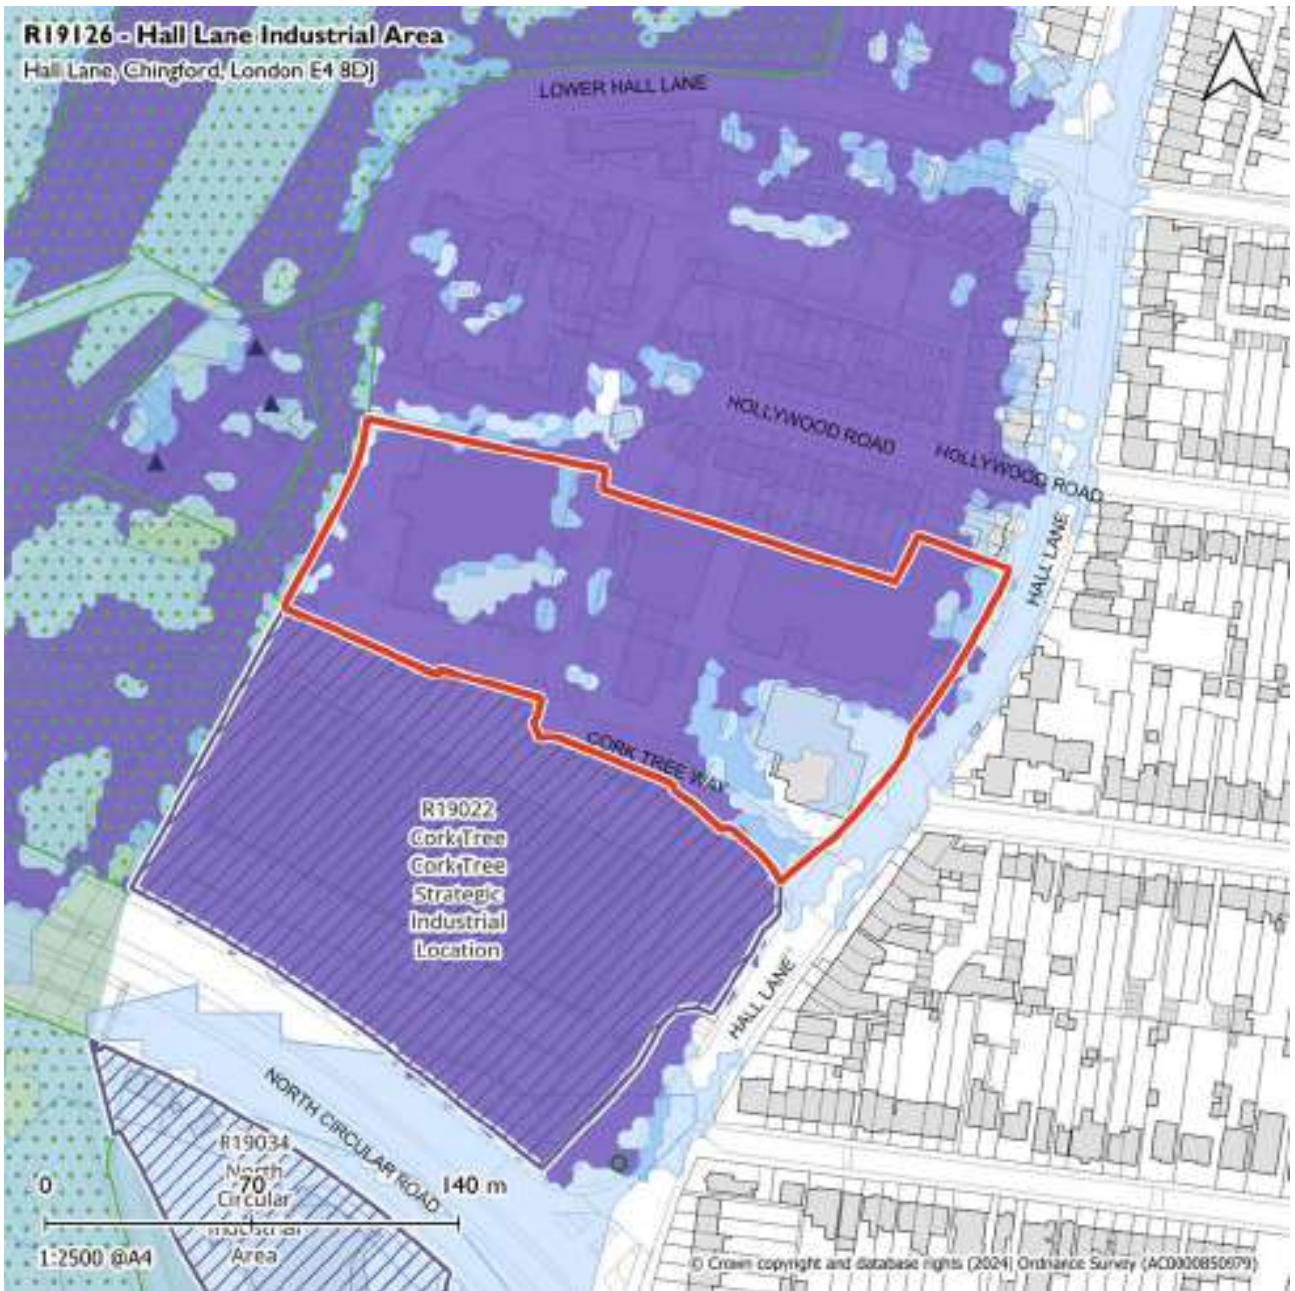 R19126 - Hall Lane Industrial Area
Hall Lane, Chingford, London E4 8DJ
LOWER HALL LANE
HOLLYWOOD ROAD
HOLLYWOOD ROAD
HALL LANE
CORK TREE WAY
R19022
Cork Tree
Cork Tree
Strategic
Industrial
Location
HALL LANE
NORTH CIRCULAR ROAD
R19034
North
Circular
Industrial
Area
0 70 140 m
1:2500 @A4
© Crown copyright and database rights (2024) Ordnance Survey (AC0000850979)